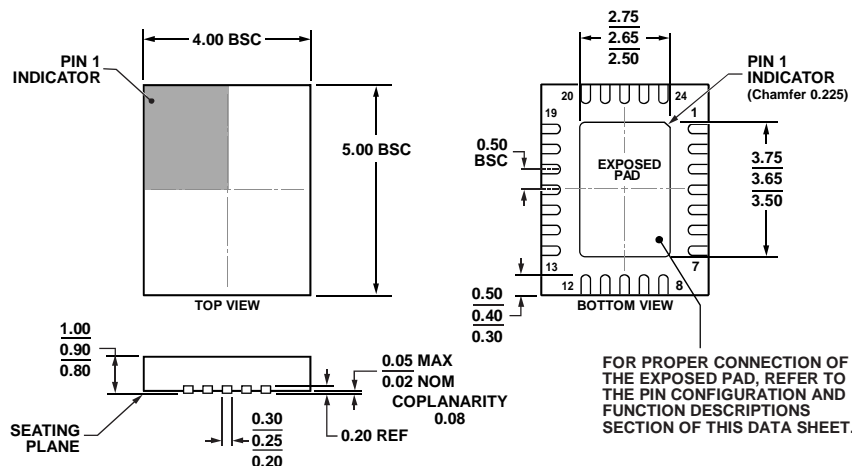 4.00 BSC
PIN 1
INDICATOR
5.00 BSC
TOP VIEW
2.75
2.65
2.50
PIN 1
INDICATOR
(Chamfer 0.225)
20
24
19
1
0.50
BSC
EXPOSED
PAD
3.75
3.65
3.50
13
7
12
8
BOTTOM VIEW
0.50
0.40
0.30
1.00
0.90
0.80
0.05 MAX
0.02 NOM
COPLANARITY
0.08
SEATING
PLANE
0.30
0.25
0.20
0.20 REF
FOR PROPER CONNECTION OF
THE EXPOSED PAD, REFER TO
THE PIN CONFIGURATION AND
FUNCTION DESCRIPTIONS
SECTION OF THIS DATA SHEET.